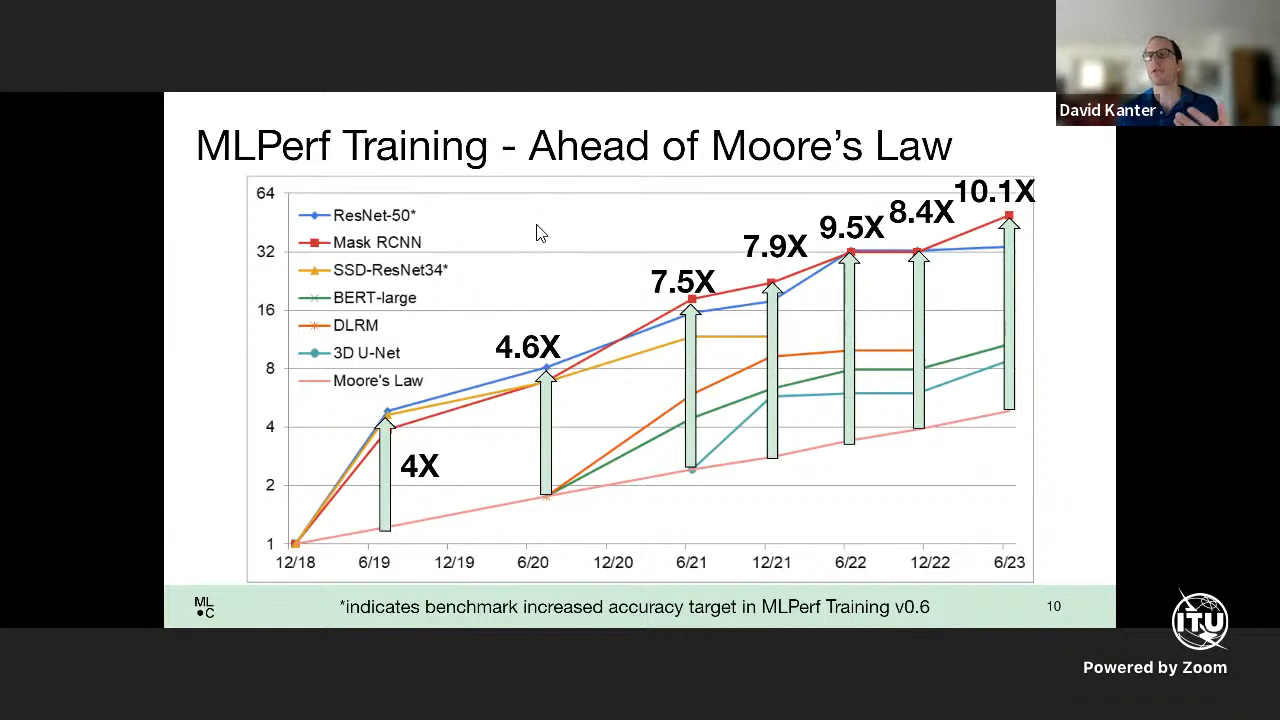 David Kanter
MLPerf Training - Ahead of Moore's Law
64
32
16
8
4
2
1
ResNet-50*
Mask RCNN
SSD-ResNet34*
BERT-large
DLRM
3D U-Net
Moore's Law
4X
4.6X
7.5X
7.9X
9.5X
8.4X
10.1X
12/18 6/19 12/19 6/20 12/20 6/21 12/21 6/22 12/22 6/23
ML
C
*indicates benchmark increased accuracy target in MLPerf Training v0.6
10
ITU
Powered by Zoom